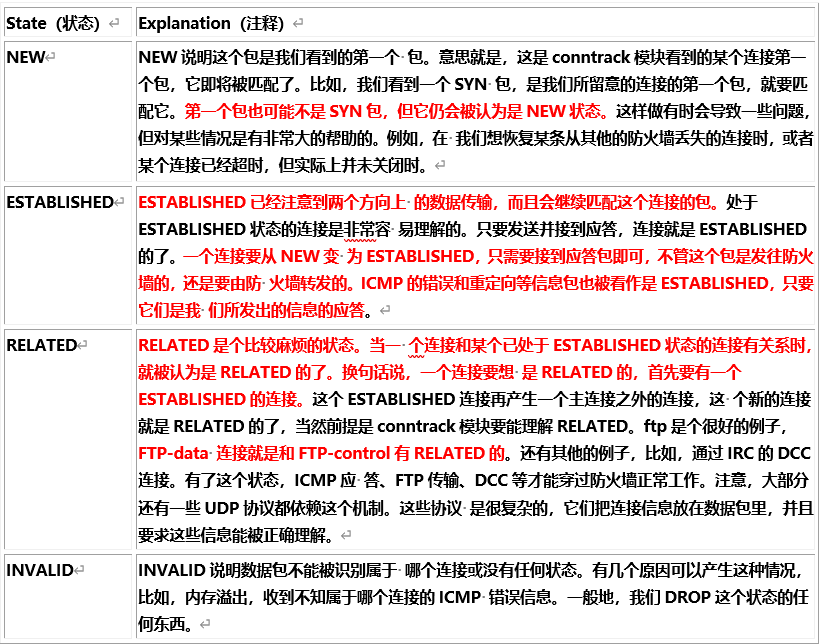 State（状态）
Explanation（注释）
NEW
NEW 说明这个包是我们看到的第一个 包。意思就是，这是 conntrack 模块看到的某个连接第一
个包，它即将被匹配了。比如，我们看到一个 SYN 包，是我们所留意的连接的第一个包，就要匹
配它。第一个包也可能不是 SYN 包，但它仍会被认为是 NEW 状态。这样做有时会导致一些问题，
但对某些情况是有非常大的帮助的。例如，在 我们想恢复某条从其他的防火墙丢失的连接时，或者
某个连接已经超时，但实际上并未关闭时。
ESTABLISHED
ESTABLISHED 已经注意到两个方向上 的数据传输，而且会继续匹配这个连接的包。处于
ESTABLISHED 状态的连接是非常容 易理解的。只要发送并接到应答，连接就是 ESTABLISHED
的了。一个连接要从 NEW 变 为 ESTABLISHED，只需要接到应答包即可，不管这个包是发往防火
墙的，还是要由防 火墙转发的。ICMP 的错误和重定向等信息包也被看作是 ESTABLISHED，只要
它们是我 们所发出的信息的应答。
RELATED
RELATED 是个比较麻烦的状态。当一 个连接和某个已处于 ESTABLISHED 状态的连接有关系时，
就被认为是 RELATED 的了。换句话说，一个连接要想 是 RELATED 的，首先要有一个
ESTABLISHED 的连接。这个 ESTABLISHED 连接再产生一个主连接之外的连接，这 个新的连接
就是 RELATED 的了，当然前提是 conntrack 模块要能理解 RELATED。ftp 是个很好的例子，
FTP-data 连接就是和 FTP-control 有 RELATED 的。还有其他的例子，比如，通过 IRC 的 DCC
连接。有了这个状态，ICMP 应 答、FTP 传输、DCC 等才能穿过防火墙正常工作。注意，大部分
还有一些 UDP 协议都依赖这个机制。这些协议 是很复杂的，它们把连接信息放在数据包里，并且
要求这些信息能被正确理解。
INVALID
INVALID 说明数据包不能被识别属于 哪个连接或没有任何状态。有几个原因可以产生这种情况，
比如，内存溢出，收到不知属于哪个连接的 ICMP 错误信息。一般地，我们 DROP 这个状态的任
何东西。